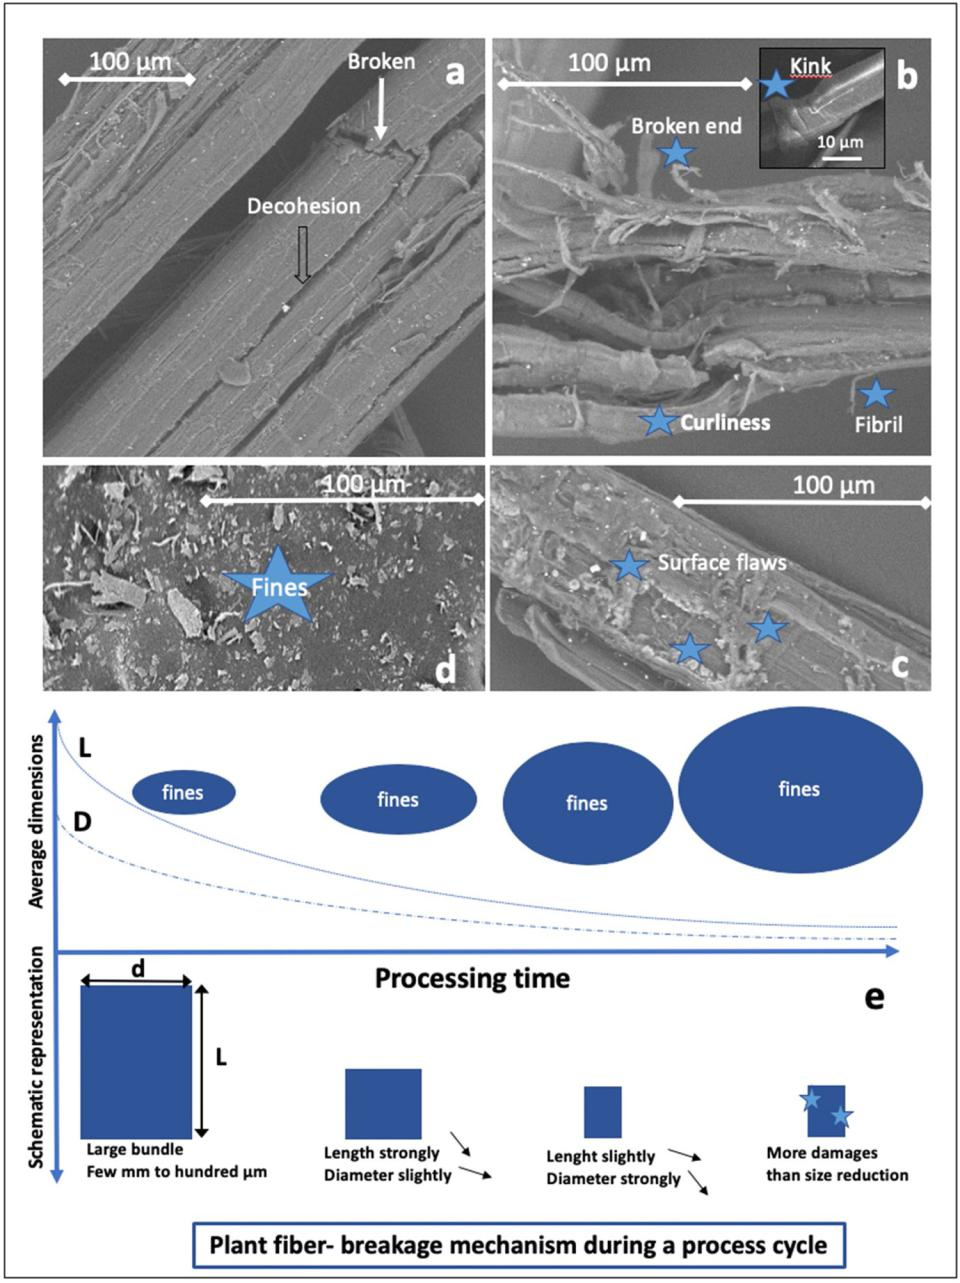 100 µm
Broken
a
Decohesion
100 µm
Kink
b
10 µm
Broken end
Curliness
Fibril
100 µm
Fines
d
100 µm
Surface flaws
c
Average dimensions
L
D
fines
fines
fines
fines
Processing time
e
Schematic representation
d
L
Large bundle
Few mm to hundred µm
Length strongly
Diameter slightly
Lenght slightly
Diameter strongly
More damages
than size reduction
Plant fiber- breakage mechanism during a process cycle